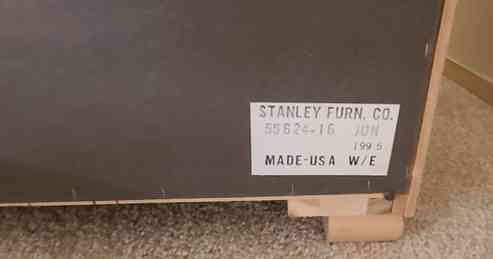 STANLEY FURN. CO.
55624-16 JUN
1995
MADE-USA W/E